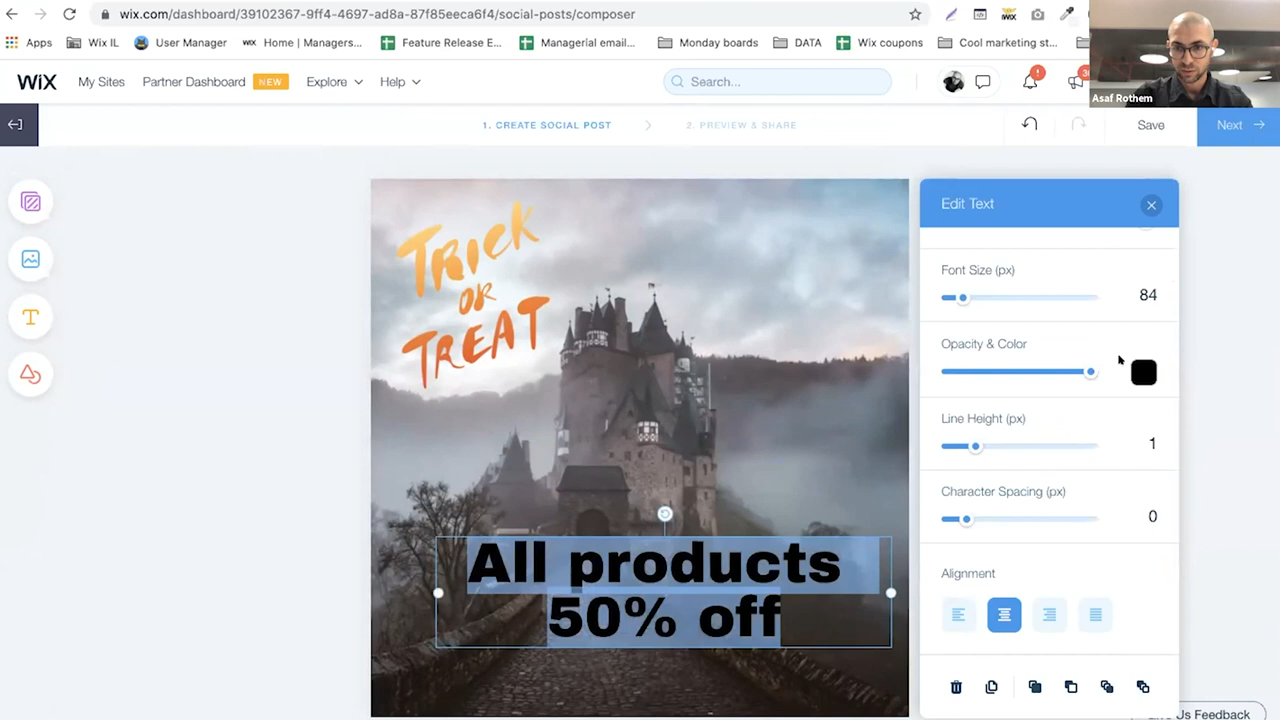 wix.com/dashboard/39102367-9ff4-4697-ad8a-87f85eeca6f4/social-posts/composer
Apps Wix IL User Manager WiX Home | Managers... Feature Release E... Managerial email... Monday boards DATA Wix coupons Cool marketing st...
WiX My Sites Partner Dashboard NEW Explore Help Search...
Asaf Rothem
1. CREATE SOCIAL POST 2. PREVIEW & SHARE Save Next
Edit Text
TRICK
OR
TREAT
Font Size (px) 84
Opacity & Color
Line Height (px) 1
Character Spacing (px) 0
All products
50% off
Alignment
T
Us Feedback